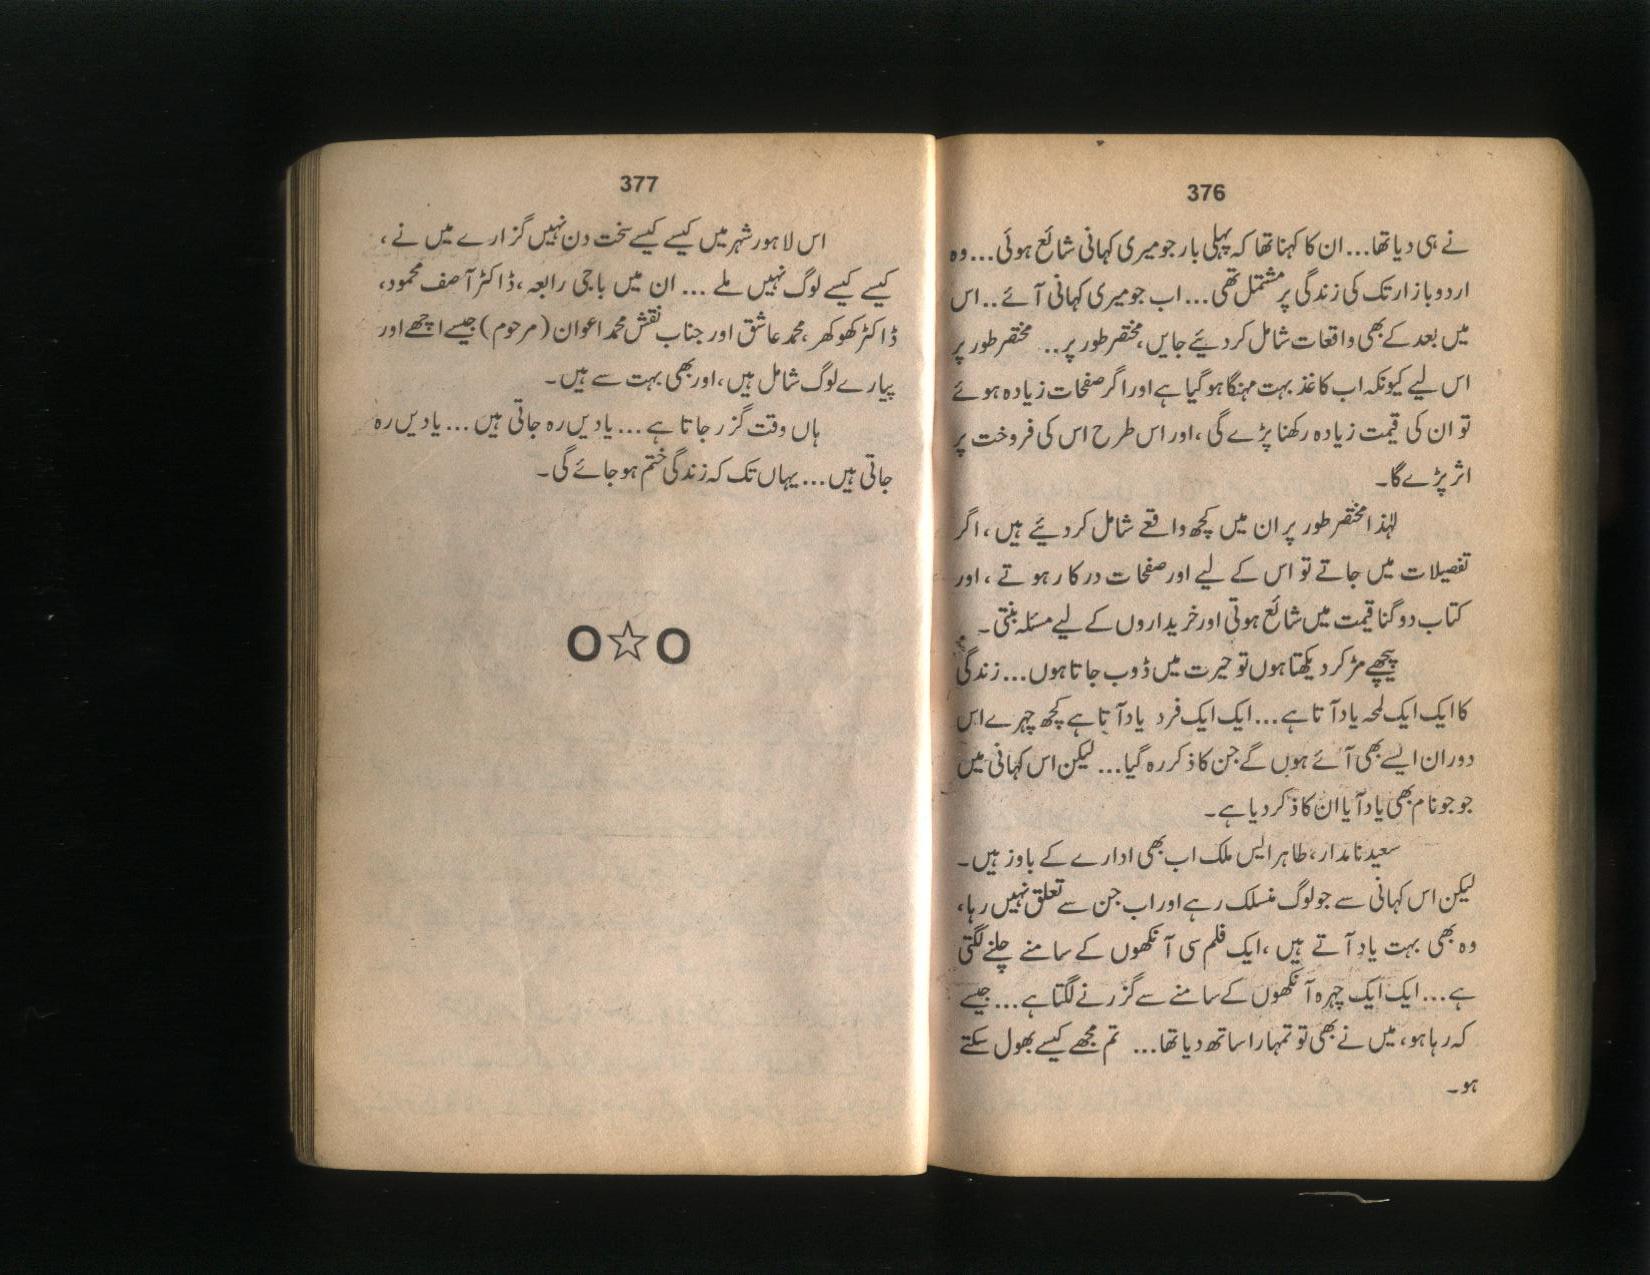 376
نے ہی دیا تھا... ان کا کہنا تھا کہ پہلی بار جو میری کہانی شائع ہوئی... وہ
اردو بازار تک کی زندگی پر مشتمل تھی... اب جو میری کہانی آئے.. اس
میں بعد کے بھی واقعات شامل کر دیئے جایں، مختصر طور پر.. مختصر طور پر
اس لیے کیونکہ اب کاغذ بہت مہنگا ہو گیا ہے اور اگر صفحات زیادہ ہوئے
تو ان کی قیمت زیادہ رکھنا پڑے گی، اور اس طرح اس کی فروخت پر
اثر پڑے گا۔
لہٰذا مختصر طور پر ان میں کچھ واقعے شامل کر دیئے ہیں، اگر
تفصیلات میں جاتے تو اس کے لیے اور صفحات درکار ہوتے، اور
کتاب دوگنا قیمت میں شائع ہوتی اور خریداروں کے لیے مسئلہ بنتی۔
پیچھے مڑ کر دیکھتا ہوں تو حیرت میں ڈوب جاتا ہوں... زندگی
کا ایک ایک لمحہ یاد آتا ہے... ایک ایک فرد یاد آتا ہے کچھ چہرے اس
دوران ایسے بھی آئے ہوں گے جن کا ذکر رہ گیا... لیکن اس کہانی میں
جو جو نام بھی یاد آیا ان کا ذکر دیا ہے۔
سعید نامدار، طاہر ایس ملک اب بھی ادارے کے باوز ہیں۔
لیکن اس کہانی سے جو لوگ منسلک رہے اور اب جن سے تعلق نہیں رہا،
وہ بھی بہت یاد آتے ہیں، ایک فلم سی آنکھوں کے سامنے چلنے لگتی
ہے... ایک ایک چہرہ آنکھوں کے سامنے سے گزرنے لگتا ہے... جیسے
کہ رہا ہو، میں نے بھی تو تمہارا ساتھ دیا تھا... تم مجھے کیسے بھول سکتے
ہو۔
377
اس لاہور شہر میں کیسے کیسے سخت دن نہیں گزارے میں نے،
کیسے کیسے لوگ نہیں ملے... ان میں باجی رابعہ، ڈاکٹر آصف محمود،
ڈاکٹر کھوکھر، محمد عاشق اور جناب نقش محمد اعوان (مرحوم) جیسے اچھے اور
پیارے لوگ شامل ہیں، اور بھی بہت سے ہیں۔
ہاں وقت گزر جاتا ہے... یادیں رہ جاتی ہیں... یادیں رہ
جاتی ہیں... یہاں تک کہ زندگی ختم ہو جائے گی۔
O☆O